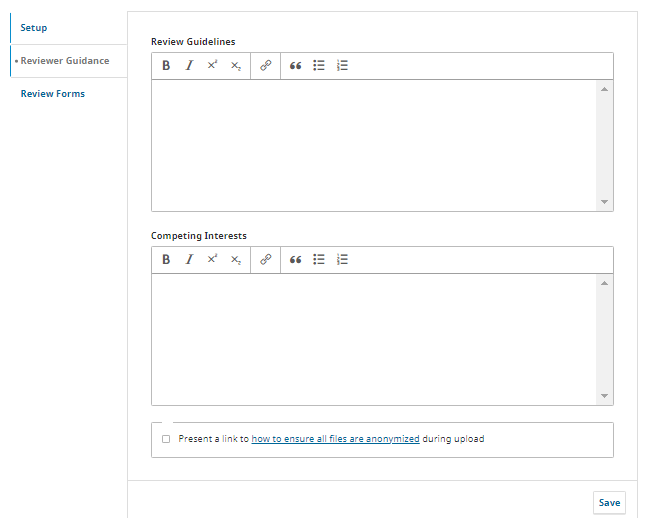 Setup
• Reviewer Guidance
Review Forms
Review Guidelines
B I x² x₂
Competing Interests
B I x² x₂
Present a link to how to ensure all files are anonymized during upload
Save